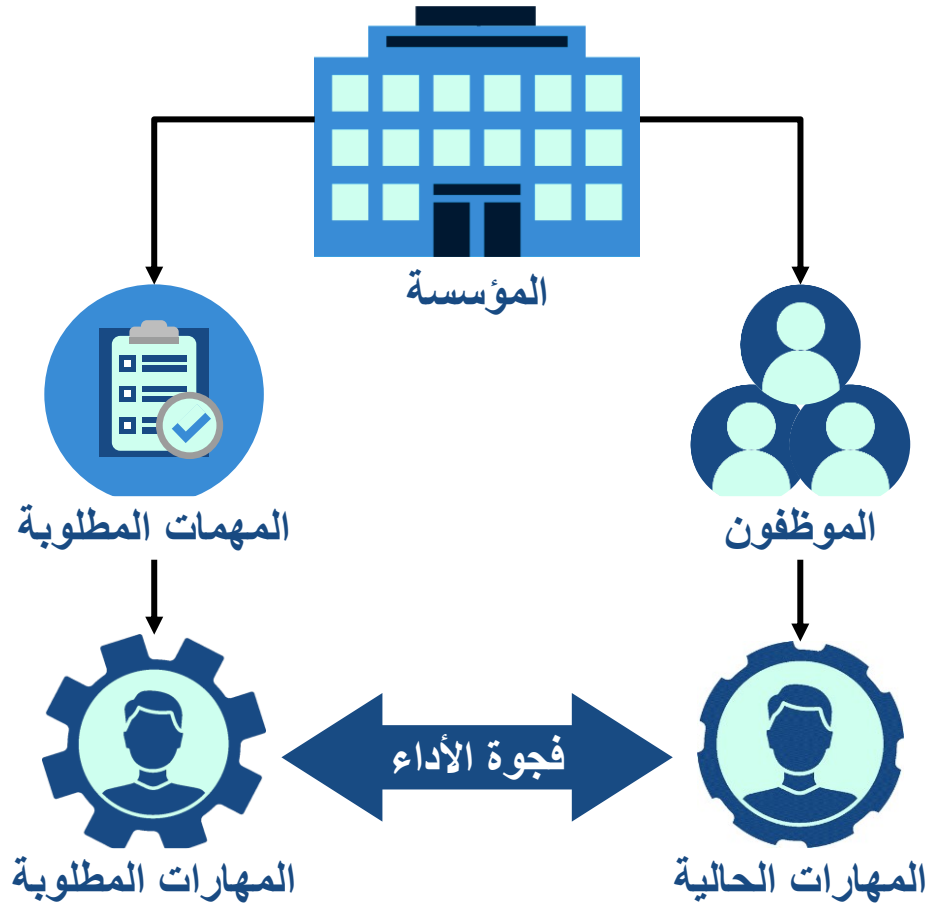 المؤسسة
الموظفون
المهمات المطلوبة
فجوة الأداء
المهارات الحالية
المهارات المطلوبة